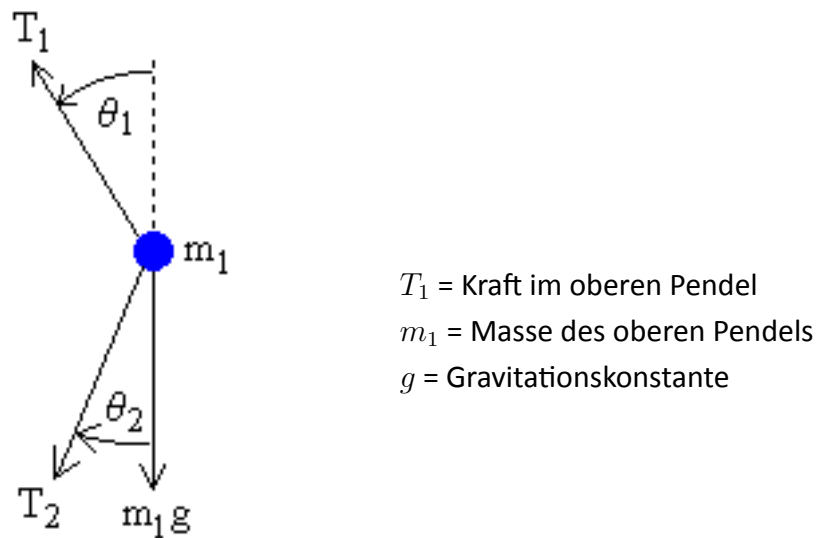 T₁
θ₁
m₁
T₁ = Kraft im oberen Pendel
m₁ = Masse des oberen Pendels
g = Gravitationskonstante
θ₂
T₂
m₁g